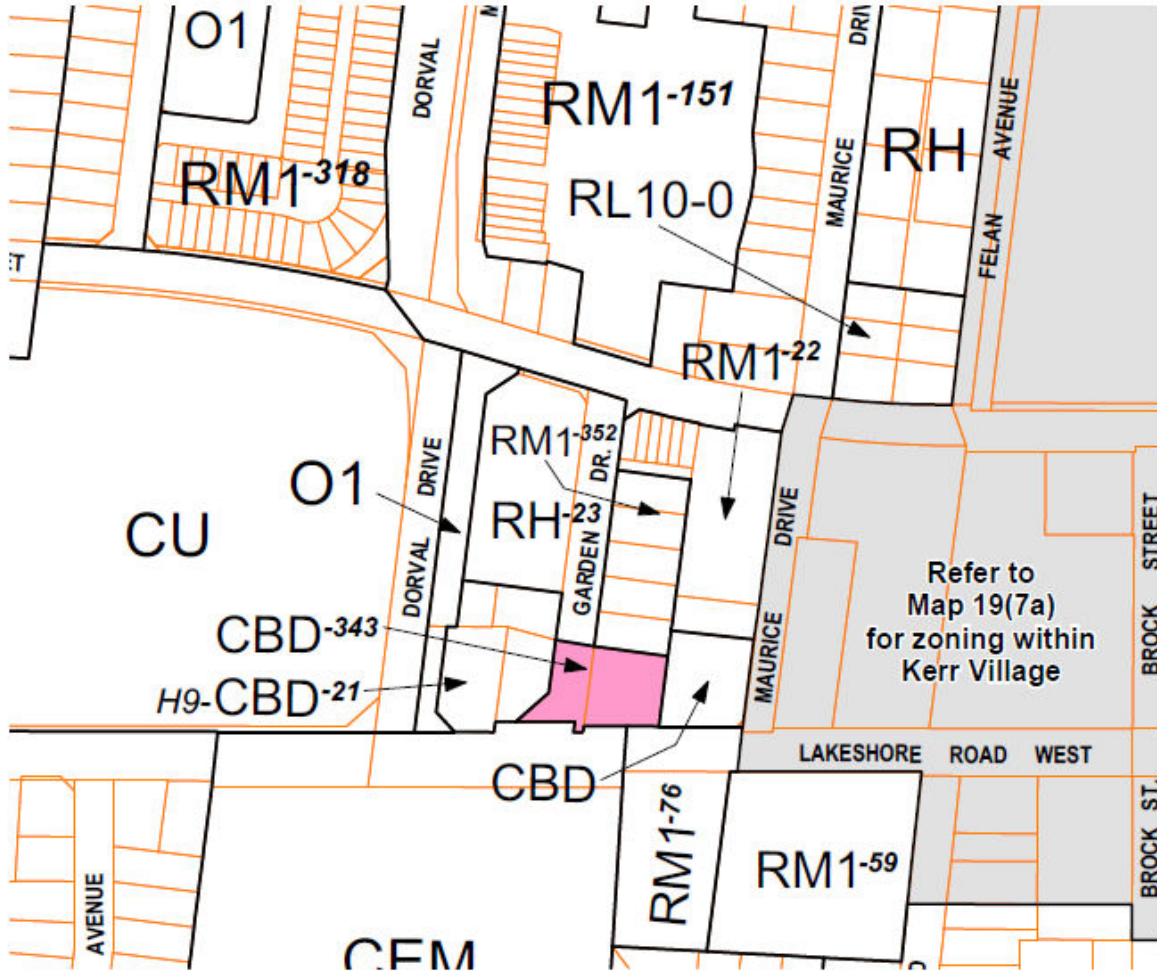 O1
DORVAL
DRIVE
RM1-151
RH
RM1-318
RL10-0
MAURICE
FELAN AVENUE
RM1-22
RM1-352
DR.
O1
DRIVE
CU
RH-23
DRIVE
STREET
GARDEN
Refer to
Map 19(7a)
for zoning within
Kerr Village
DORVAL
CBD-343
MAURICE
BROCK
H9-CBD-21
LAKESHORE ROAD WEST
CBD
RM1-76
RM1-59
BROCK ST.
AVENUE
CEM